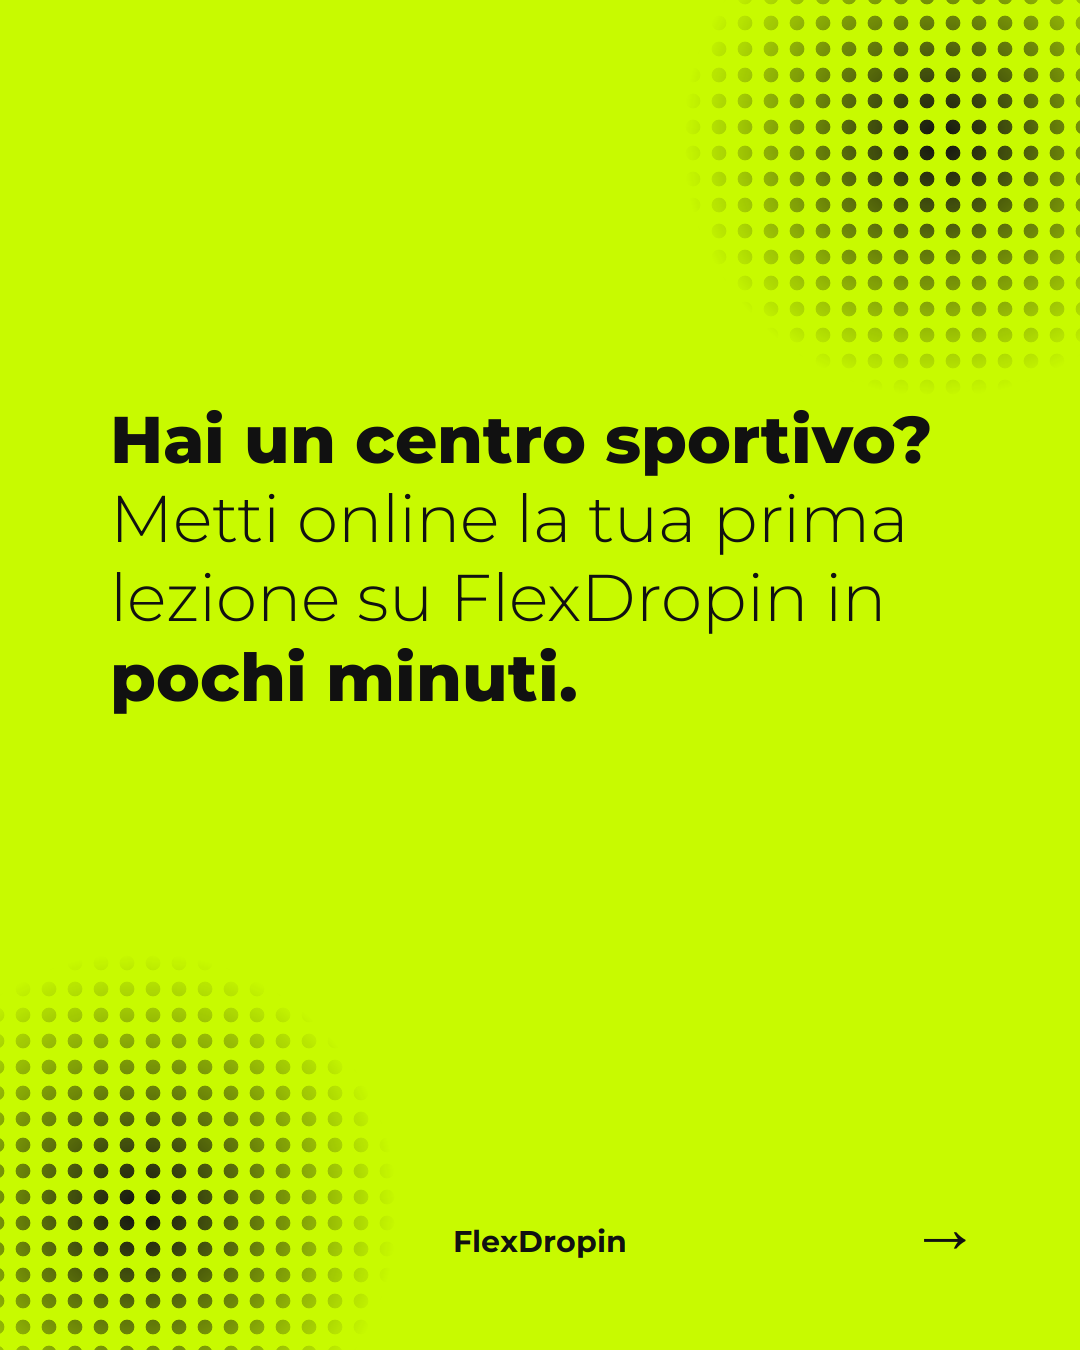 Hai un centro sportivo?
Metti online la tua prima
lezione su FlexDropin in
pochi minuti.
FlexDropin →